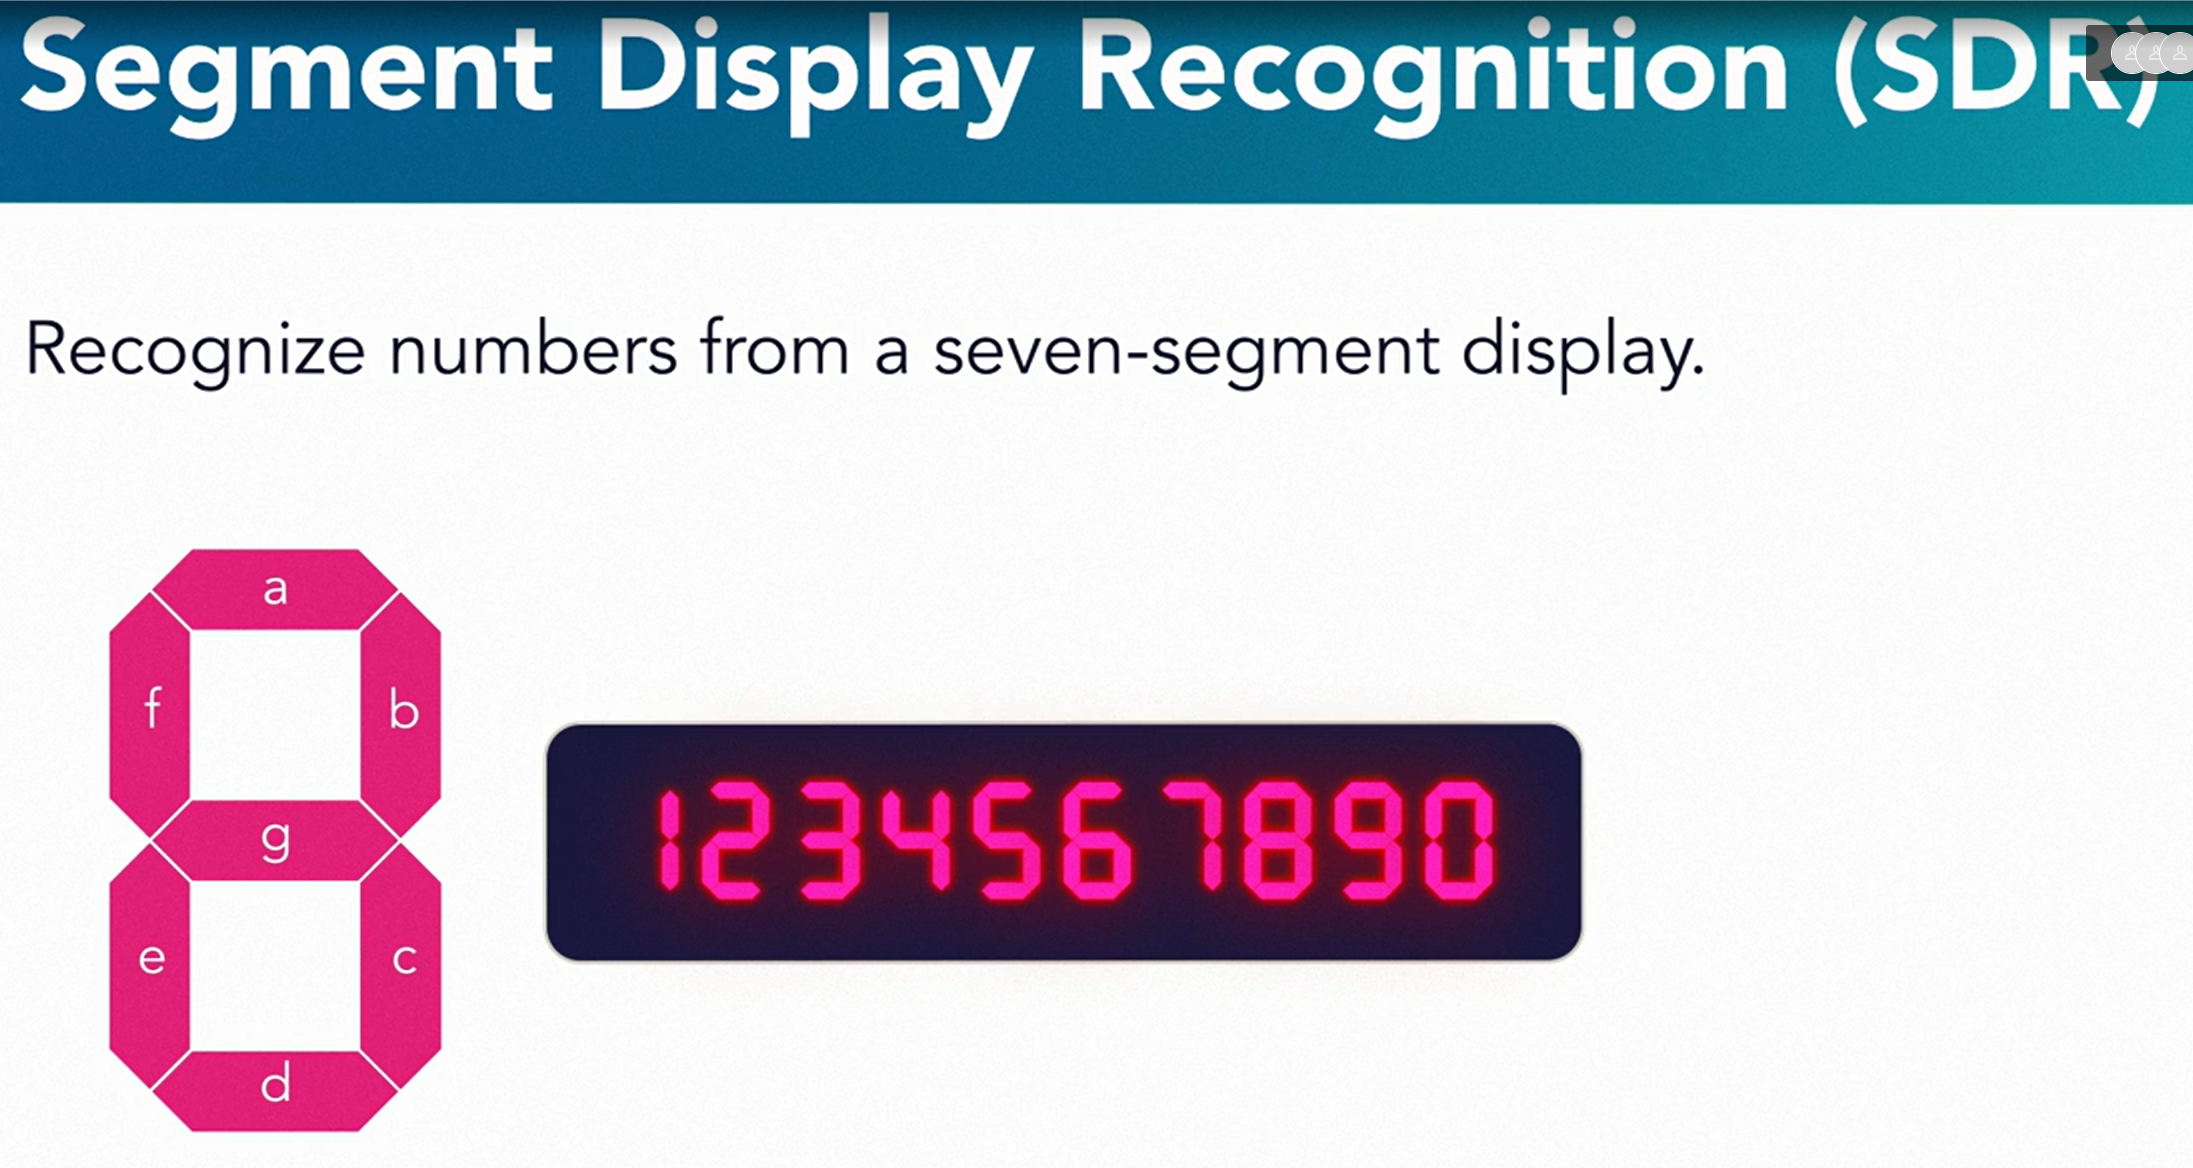 Segment Display Recognition (SDR)
Recognize numbers from a seven-segment display.
a
f
b
g
e
c
d
1234567890